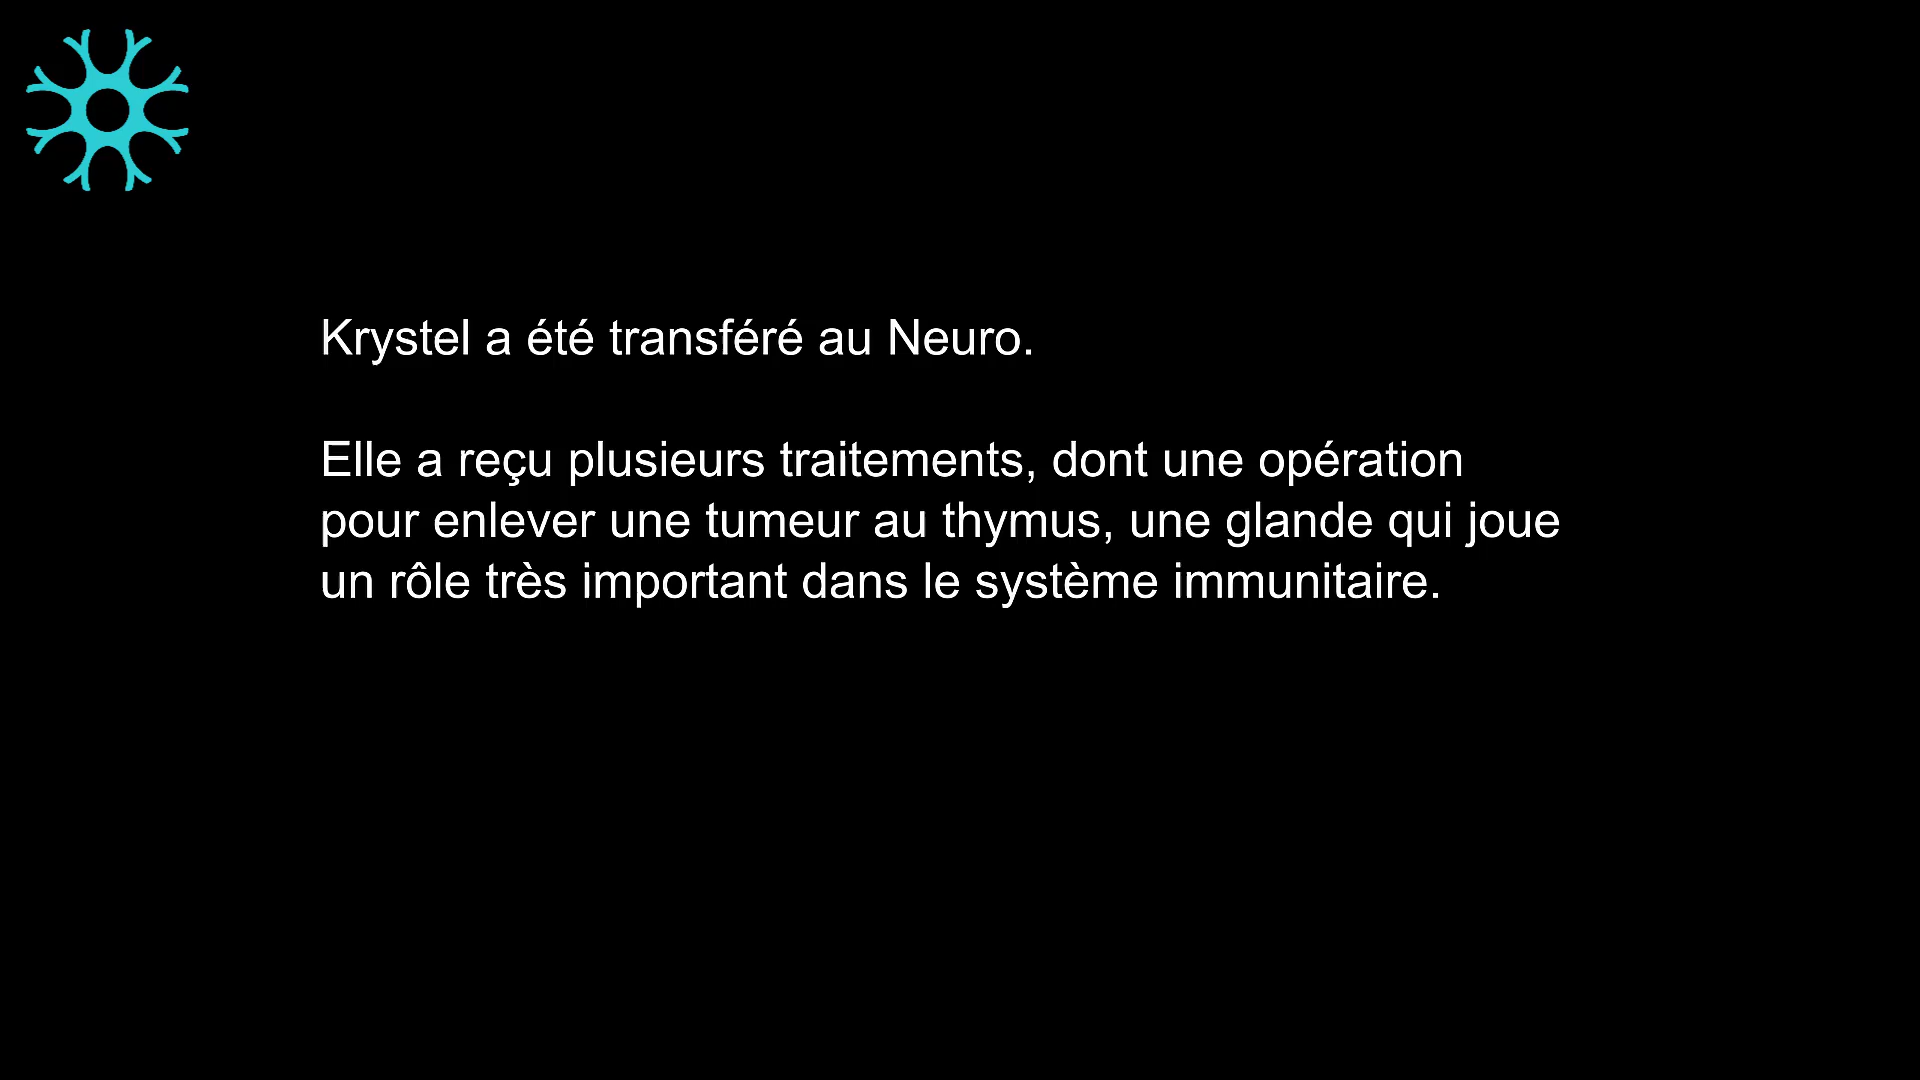 Krystel a été transféré au Neuro.
Elle a reçu plusieurs traitements, dont une opération
pour enlever une tumeur au thymus, une glande qui joue
un rôle très important dans le système immunitaire.